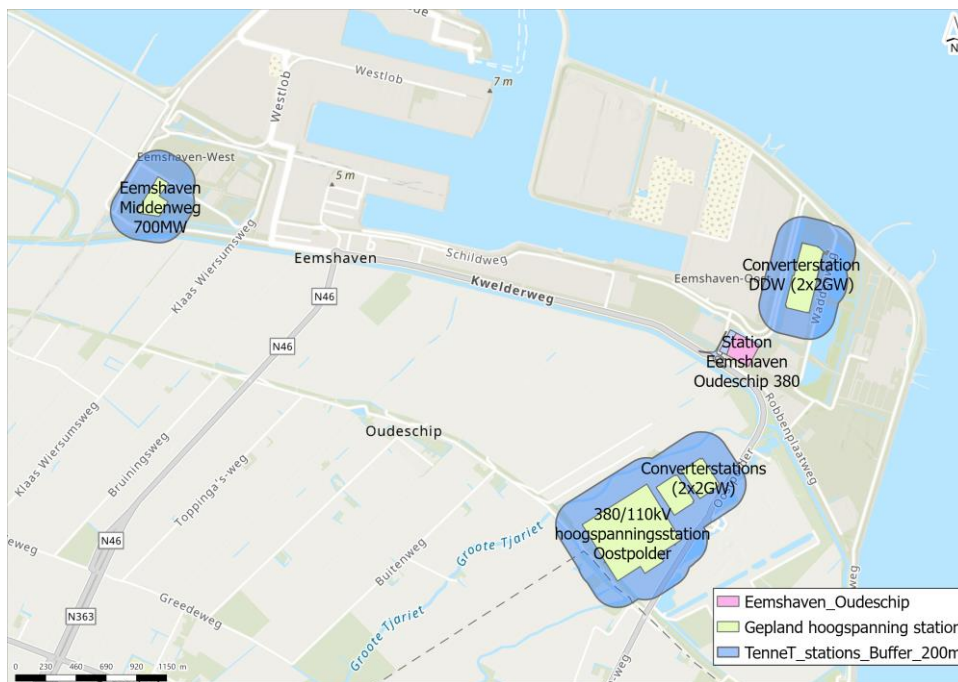 Westlob
7 m
Westlob
Eemshaven-West
5 m
Eemshaven
Middenweg
700MW
Klaas Wiersumsweg
Eemshaven
Schildweg
Kwelderweg
N46
Converterstation
DDW (2x2GW)
Station
Eemshaven
Oudeschip 380
N46
Robbenplaatweg
Oudeschip
Klaas Wiersumsweg
Bruiningsweg
Toppinga's-weg
Converterstations
(2x2GW)
380/110kV
hoogspanningsstation
Oostpolder
Groote Tjariet
Buitenweg
N46
Greedeweg
N363
Groote Tjariet
Eemshaven_Oudeschip
Gepland hoogspanning station
TenneT_stations_Buffer_200m
0 230 460 690 920 1150 m
N